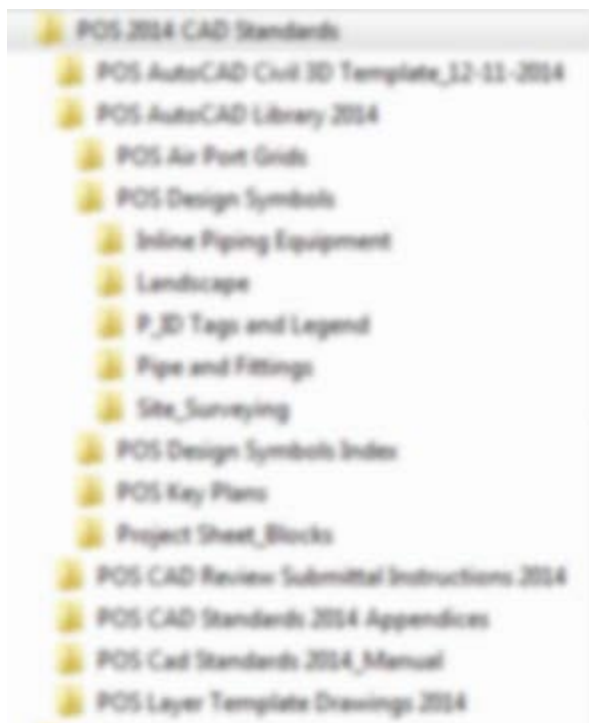 POS 2014 CAD Standards
POS AutoCAD Civil 3D Template_12-11-2014
POS AutoCAD Library 2014
POS Air Port Grids
POS Design Symbols
Inline Piping Equipment
Landscape
P_ID Tags and Legend
Pipe and Fittings
Site_Surveying
POS Design Symbols Index
POS Key Plans
Project Sheet_Blocks
POS CAD Review Submittal Instructions 2014
POS CAD Standards 2014 Appendices
POS Cad Standards 2014_Manual
POS Layer Template Drawings 2014